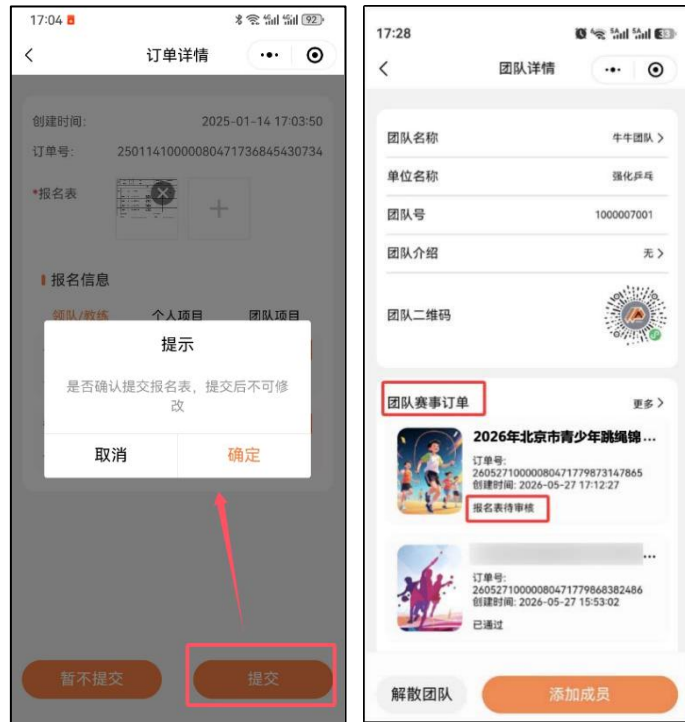 17:04
92
订单详情
创建时间: 2025-01-14 17:03:50
订单号: 25011410000080471736845430734
*报名表
报名信息
领队/教练 个人项目 团队项目
提示
是否确认提交报名表，提交后不可修
改
取消 确定
暂不提交 提交
17:28
团队详情
团队名称 牛牛团队
单位名称 强化乒乓
团队号 1000007001
团队介绍 无
团队二维码
团队赛事订单 更多
2026年北京市青少年跳绳锦...
订单号:
26052710000080471779873147865
创建时间: 2026-05-27 17:12:27
报名表待审核
...
订单号:
26052710000080471779868382486
创建时间: 2026-05-27 15:53:02
已通过
解散团队 添加成员